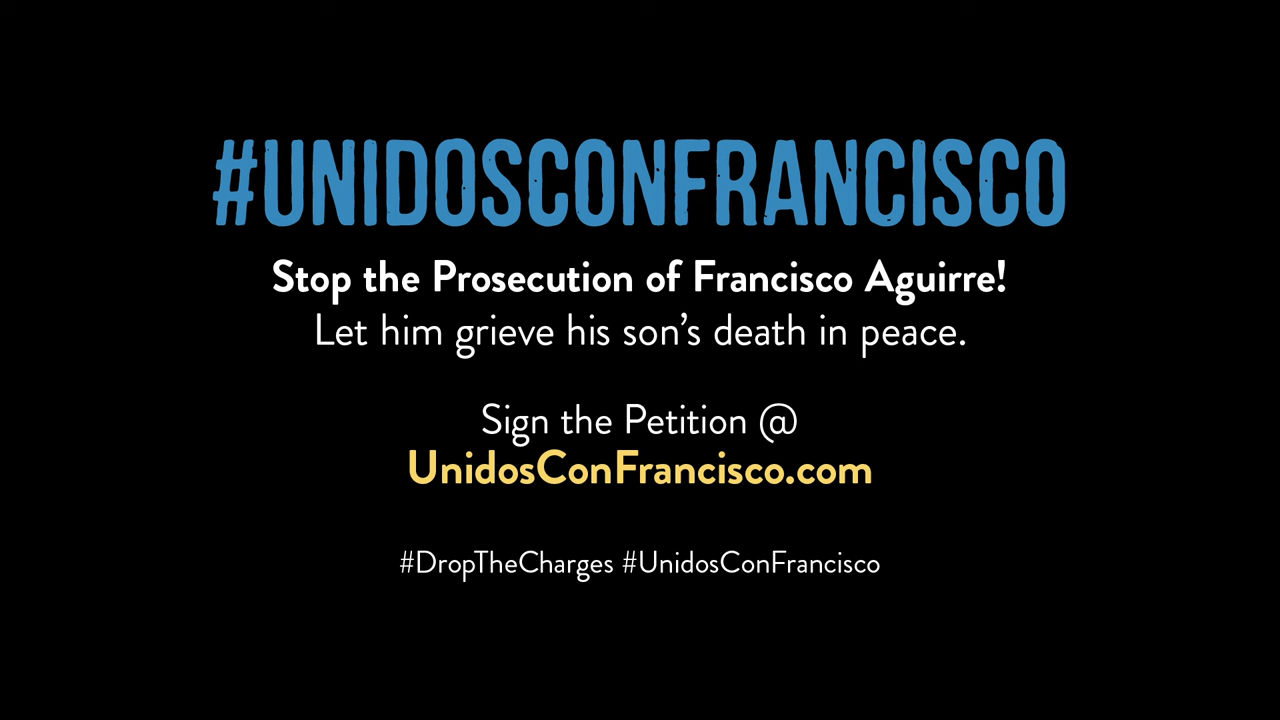 #UNIDOSCONFRANCISCO
Stop the Prosecution of Francisco Aguirre!
Let him grieve his son’s death in peace.
Sign the Petition @
UnidosConFrancisco.com
#DropTheCharges #UnidosConFrancisco